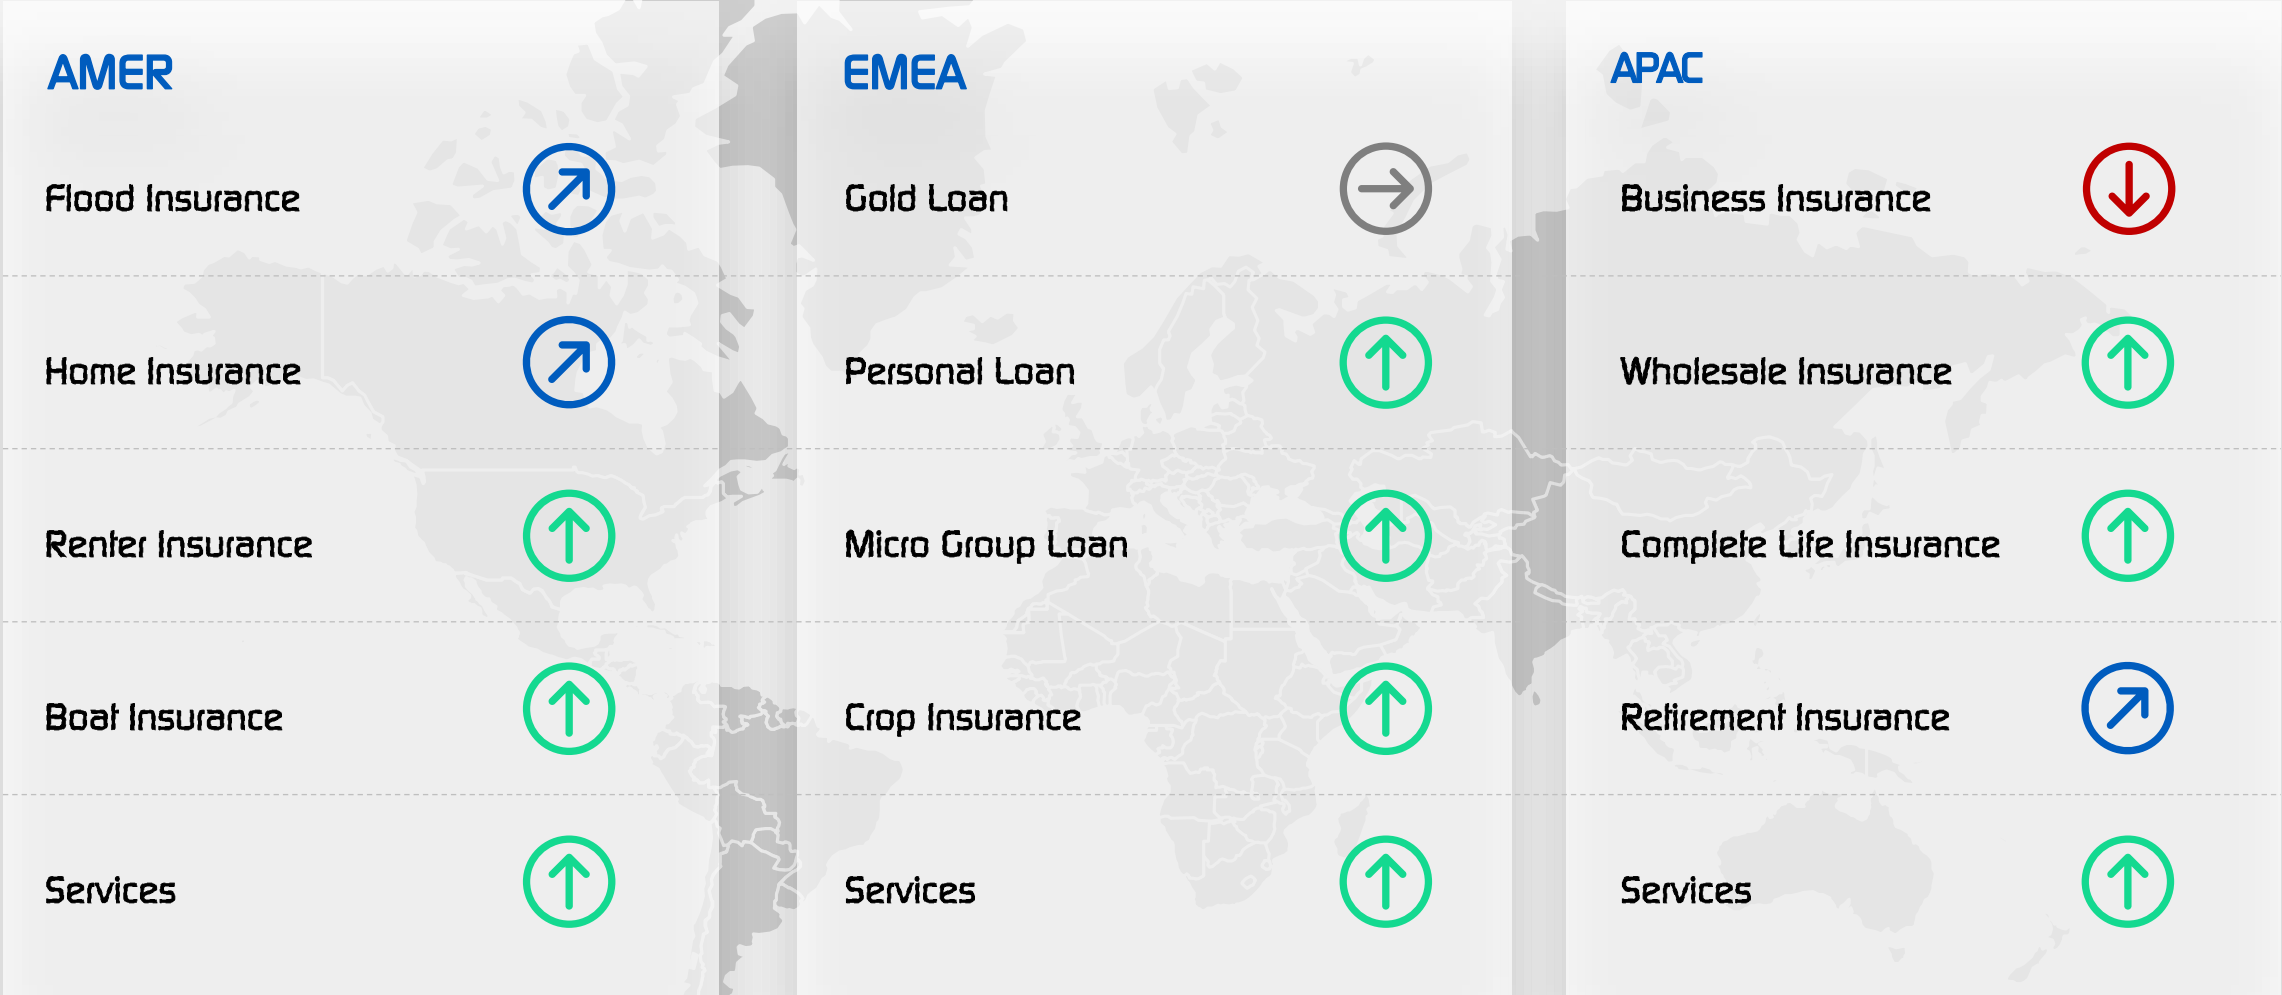 AMER
Flood Insurance
Home Insurance
Renter Insurance
Boat Insurance
Services
EMEA
Gold Loan
Personal Loan
Micro Group Loan
Crop Insurance
Services
APAC
Business Insurance
Wholesale Insurance
Complete Life Insurance
Retirement Insurance
Services